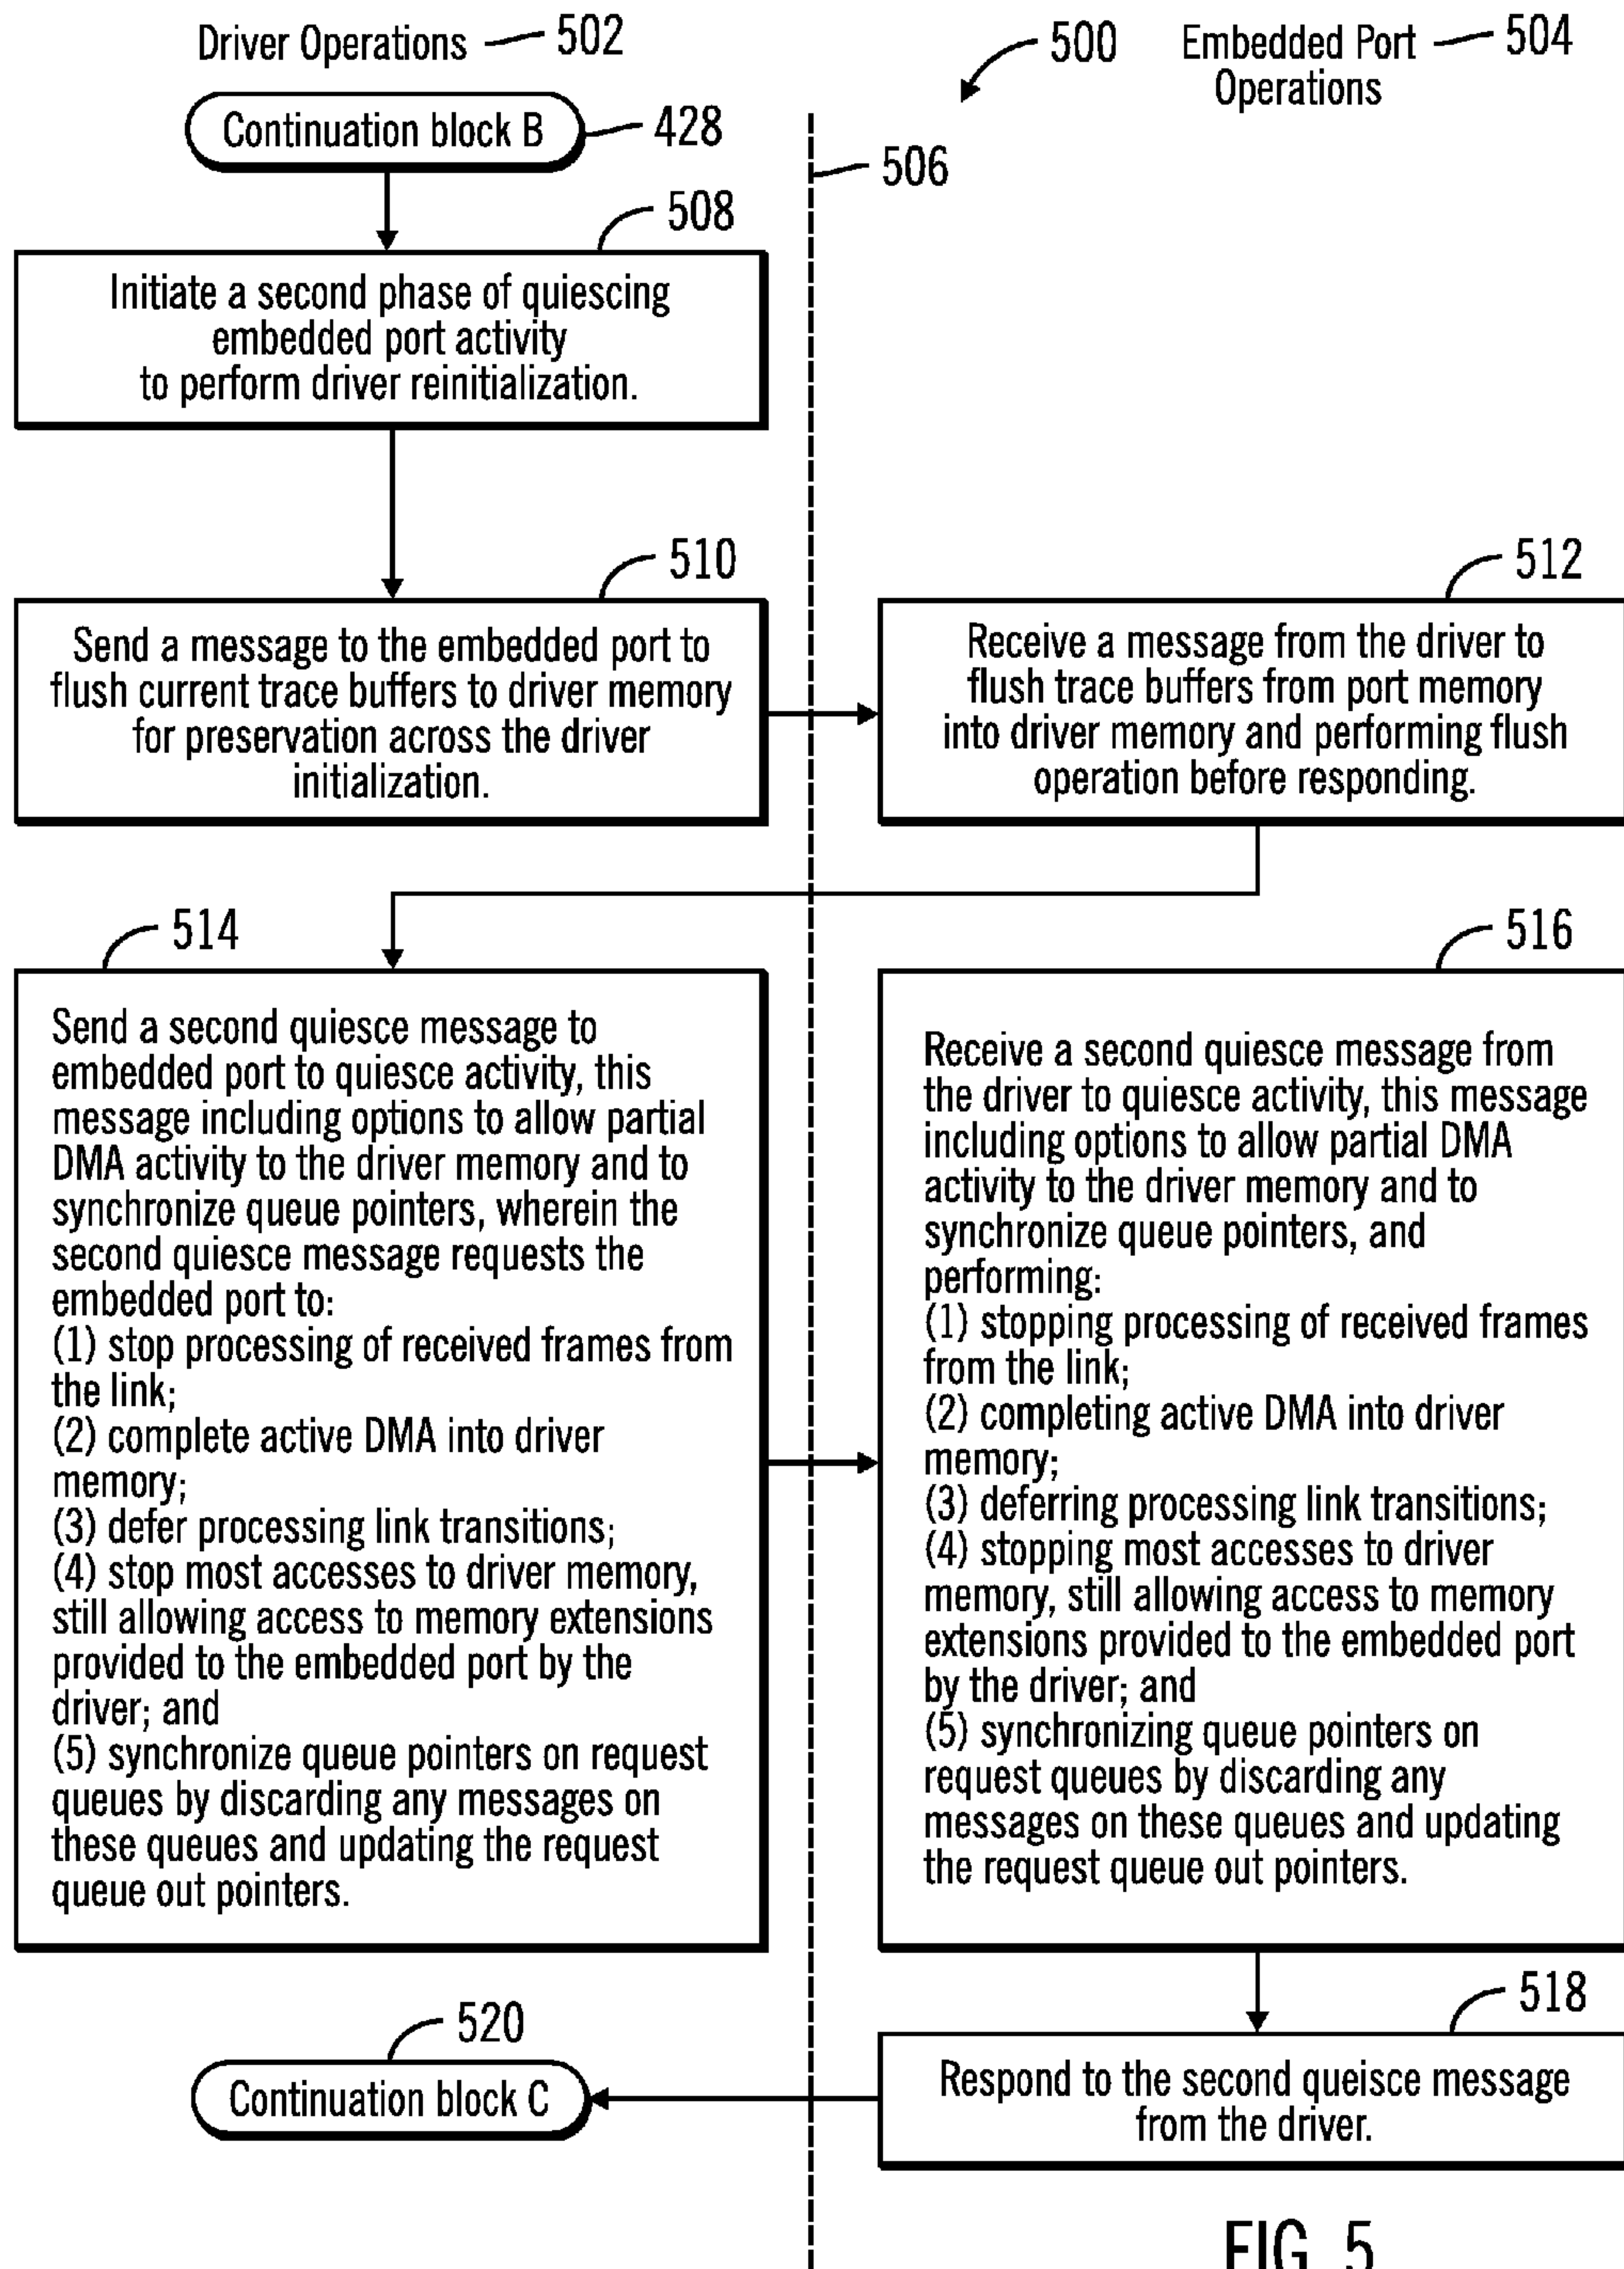 Driver Operations 502
500
Embedded Port 504
Operations
Continuation block B 428
506
508
Initiate a second phase of quiescing
embedded port activity
to perform driver reinitialization.
510
Send a message to the embedded port to
flush current trace buffers to driver memory
for preservation across the driver
initialization.
512
Receive a message from the driver to
flush trace buffers from port memory
into driver memory and performing flush
operation before responding.
514
Send a second quiesce message to
embedded port to quiesce activity, this
message including options to allow partial
DMA activity to the driver memory and to
synchronize queue pointers, wherein the
second quiesce message requests the
embedded port to:
(1) stop processing of received frames from
the link;
(2) complete active DMA into driver
memory;
(3) defer processing link transitions;
(4) stop most accesses to driver memory,
still allowing access to memory extensions
provided to the embedded port by the
driver; and
(5) synchronize queue pointers on request
queues by discarding any messages on
these queues and updating the request
queue out pointers.
516
Receive a second quiesce message from
the driver to quiesce activity, this message
including options to allow partial DMA
activity to the driver memory and to
synchronize queue pointers, and
performing:
(1) stopping processing of received frames
from the link;
(2) completing active DMA into driver
memory;
(3) deferring processing link transitions;
(4) stopping most accesses to driver
memory, still allowing access to memory
extensions provided to the embedded port
by the driver; and
(5) synchronizing queue pointers on
request queues by discarding any
messages on these queues and updating
the request queue out pointers.
518
Respond to the second queisce message
from the driver.
520
Continuation block C
FIG. 5